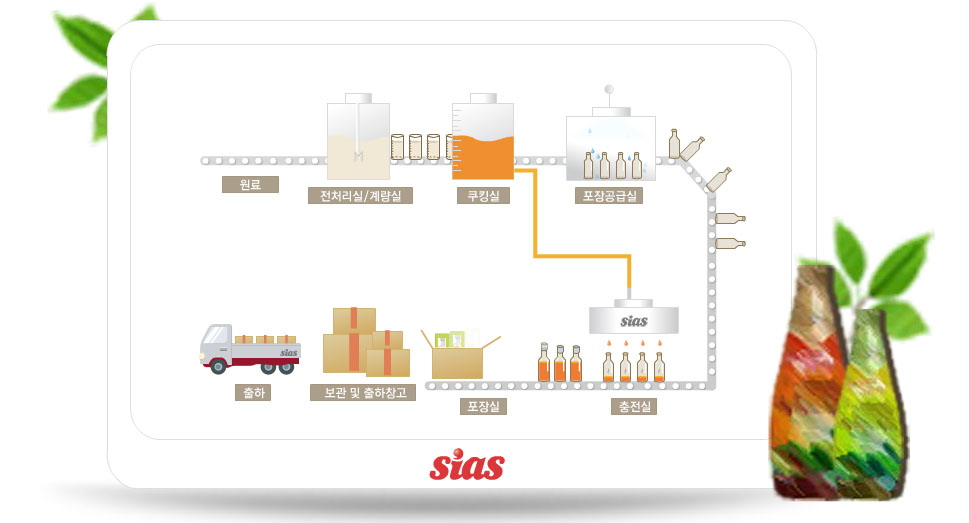 원료
전처리실/계량실
쿠킹실
포장공급실
sias
sias
출하
보관 및 출하창고
포장실
충전실
sias